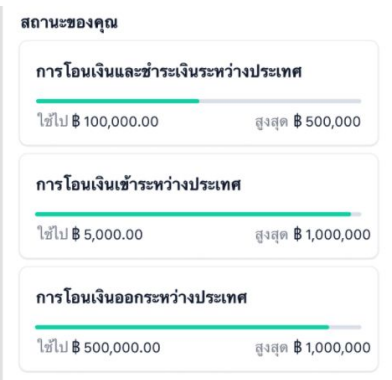 สถานะของคุณ
การโอนเงินและชำระเงินระหว่างประเทศ
ใช้ไป ฿ 100,000.00 สูงสุด ฿ 500,000
การโอนเงินเข้าระหว่างประเทศ
ใช้ไป ฿ 5,000.00 สูงสุด ฿ 1,000,000
การโอนเงินออกระหว่างประเทศ
ใช้ไป ฿ 500,000.00 สูงสุด ฿ 1,000,000